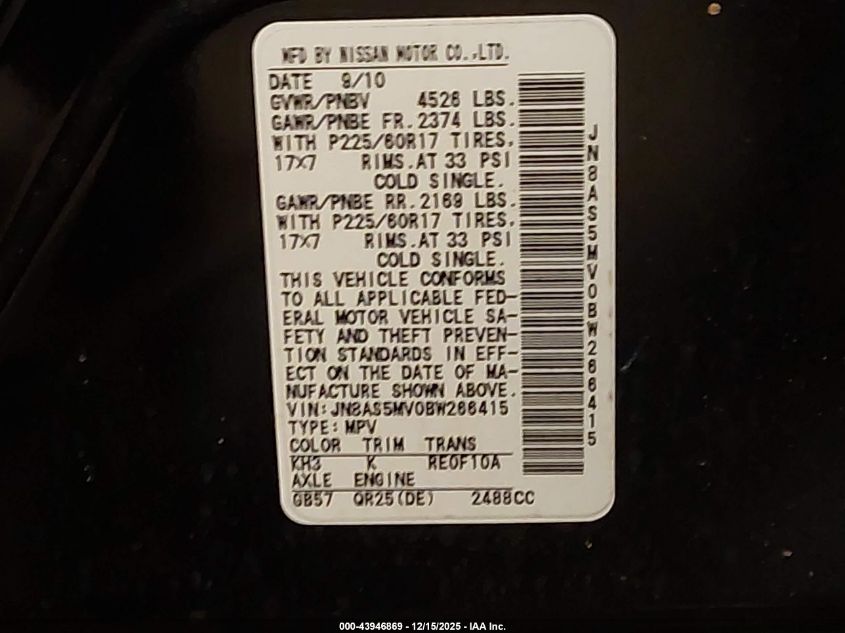 MFD BY NISSAN MOTOR CO.,LTD.
DATE 9/10
GVWR/PNBV 4526 LBS.
GAWR/PNBE FR. 2374 LBS.
WITH P225/60R17 TIRES,
17X7 RIMS.AT 33 PSI
COLD SINGLE.
GAWR/PNBE RR. 2169 LBS.
WITH P225/60R17 TIRES,
17X7 RIMS.AT 33 PSI
COLD SINGLE.
THIS VEHICLE CONFORMS
TO ALL APPLICABLE FED-
ERAL MOTOR VEHICLE SA-
FETY AND THEFT PREVEN-
TION STANDARDS IN EFF-
ECT ON THE DATE OF MA-
NUFACTURE SHOWN ABOVE.
VIN:JN8AS5MV0BW266415
TYPE:MPV
COLOR TRIM TRANS
KH3 K RE0F10A
AXLE ENGINE
GB57 QR25(DE) 2488CC
JN8AS5MV0BW266415
000-43946869 - 12/15/2025 - IAA Inc.